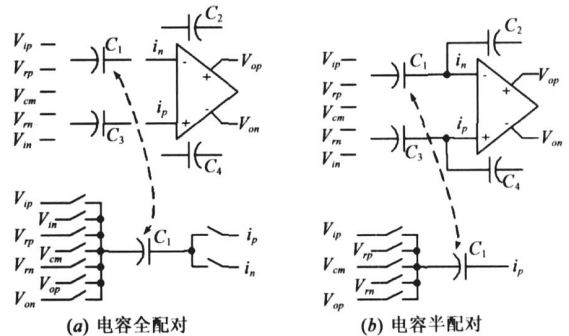 V_ip
V_rp
V_cm
V_rn
V_in
C_1
C_3
i_n
i_p
C_2
C_4
-
+
+
-
V_op
V_on
V_ip
V_in
V_rp
V_cm
V_rn
V_op
V_on
C_1
i_p
i_n
(a) 电容全配对
V_ip
V_rp
V_cm
V_rn
V_in
C_1
C_3
i_n
i_p
C_2
C_4
-
+
+
-
V_op
V_on
V_ip
V_rp
V_cm
V_rn
V_op
C_1
i_p
(b) 电容半配对